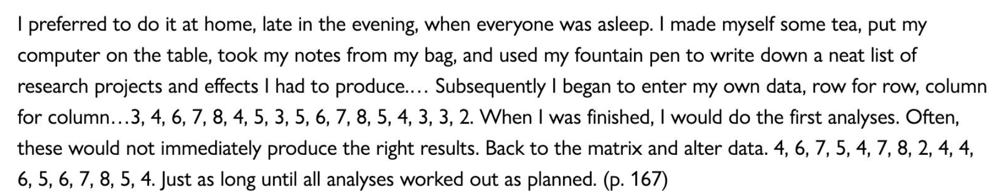 I preferred to do it at home, late in the evening, when everyone was asleep. I made myself some tea, put my
computer on the table, took my notes from my bag, and used my fountain pen to write down a neat list of
research projects and effects I had to produce.… Subsequently I began to enter my own data, row for row, column
for column…3, 4, 6, 7, 8, 4, 5, 3, 5, 6, 7, 8, 5, 4, 3, 3, 2. When I was finished, I would do the first analyses. Often,
these would not immediately produce the right results. Back to the matrix and alter data. 4, 6, 7, 5, 4, 7, 8, 2, 4, 4,
6, 5, 6, 7, 8, 5, 4. Just as long until all analyses worked out as planned. (p. 167)